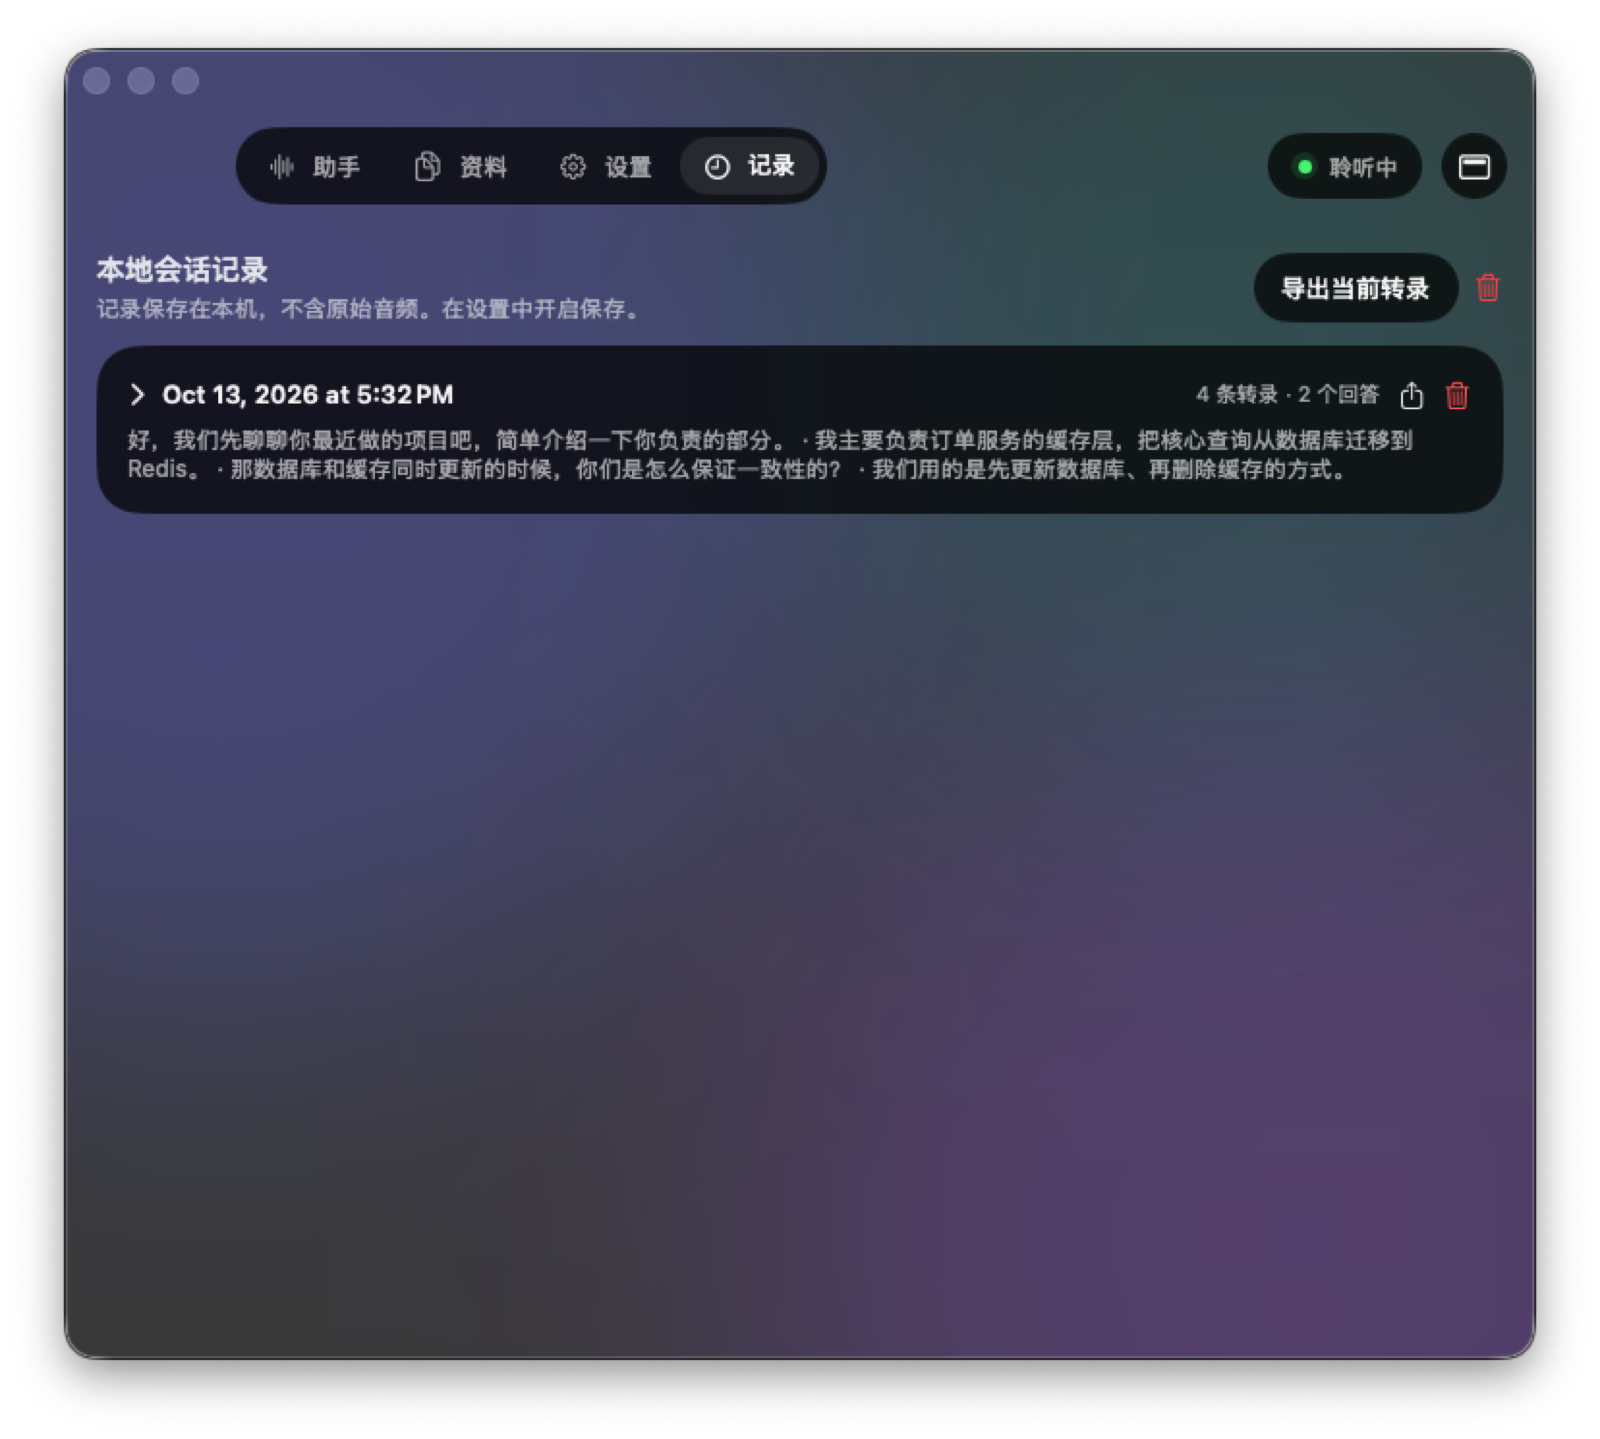 助手 资料 设置 记录 聆听中
本地会话记录
记录保存在本机，不含原始音频。在设置中开启保存。
导出当前转录
Oct 13, 2026 at 5:32 PM 4 条转录 · 2 个回答
好，我们先聊聊你最近做的项目吧，简单介绍一下你负责的部分。 · 我主要负责订单服务的缓存层，把核心查询从数据库迁移到
Redis。 · 那数据库和缓存同时更新的时候，你们是怎么保证一致性的？ · 我们用的是先更新数据库、再删除缓存的方式。